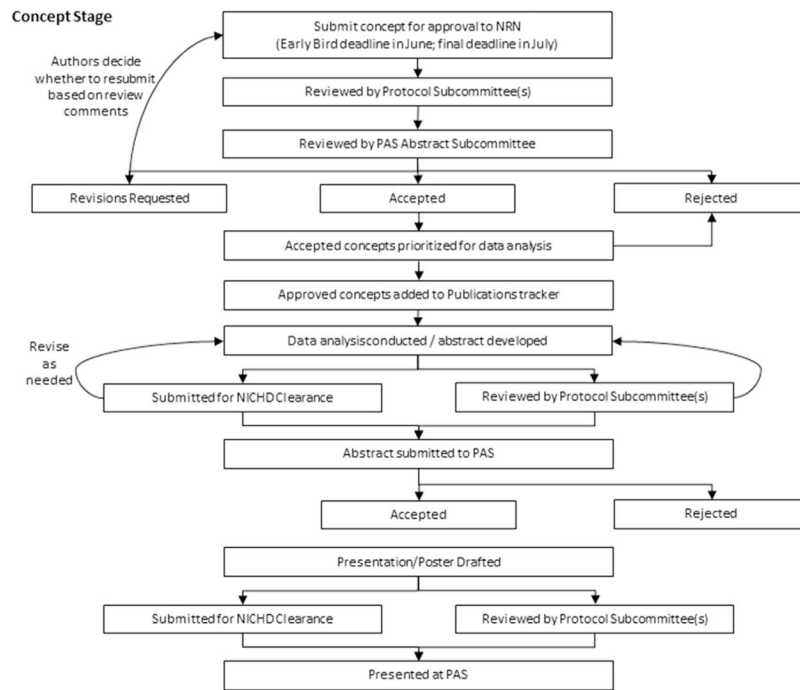 Concept Stage
Submit concept for approval to NRN
(Early Bird deadline in June; final deadline in July)
Authors decide
whether to resubmit
based on review
comments
Reviewed by Protocol Subcommittee(s)
Reviewed by PAS Abstract Subcommittee
Revisions Requested
Accepted
Rejected
Accepted concepts prioritized for data analysis
Approved concepts added to Publications tracker
Data analysisconducted / abstract developed
Revise
as
needed
Submitted for NICHD Clearance
Reviewed by Protocol Subcommittee(s)
Abstract submitted to PAS
Accepted
Rejected
Presentation/Poster Drafted
Submitted for NICHD Clearance
Reviewed by Protocol Subcommittee(s)
Presented at PAS